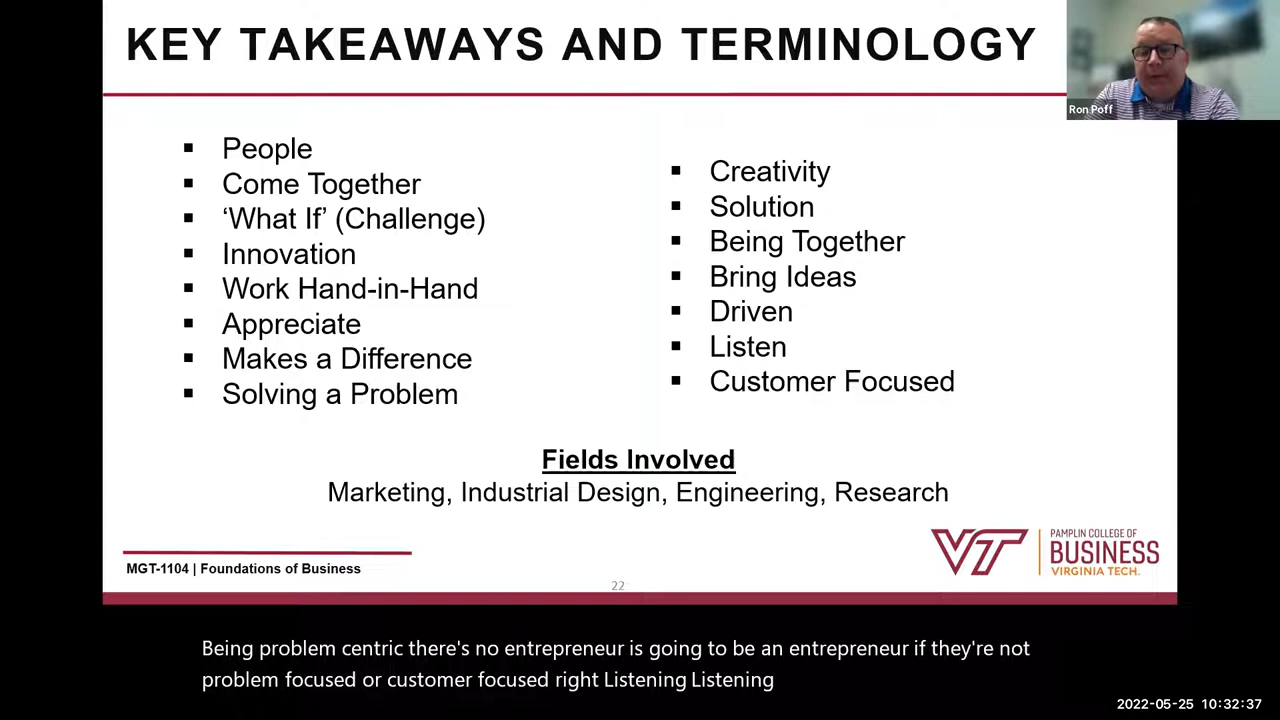 KEY TAKEAWAYS AND TERMINOLOGY
Ron Poff
▪ People
▪ Come Together
▪ ‘What If’ (Challenge)
▪ Innovation
▪ Work Hand-in-Hand
▪ Appreciate
▪ Makes a Difference
▪ Solving a Problem
▪ Creativity
▪ Solution
▪ Being Together
▪ Bring Ideas
▪ Driven
▪ Listen
▪ Customer Focused
Fields Involved
Marketing, Industrial Design, Engineering, Research
MGT-1104 | Foundations of Business
22
VT
PAMPLIN COLLEGE OF
BUSINESS
VIRGINIA TECH.
Being problem centric there's no entrepreneur is going to be an entrepreneur if they're not
problem focused or customer focused right Listening Listening
2022-05-25 10:32:37